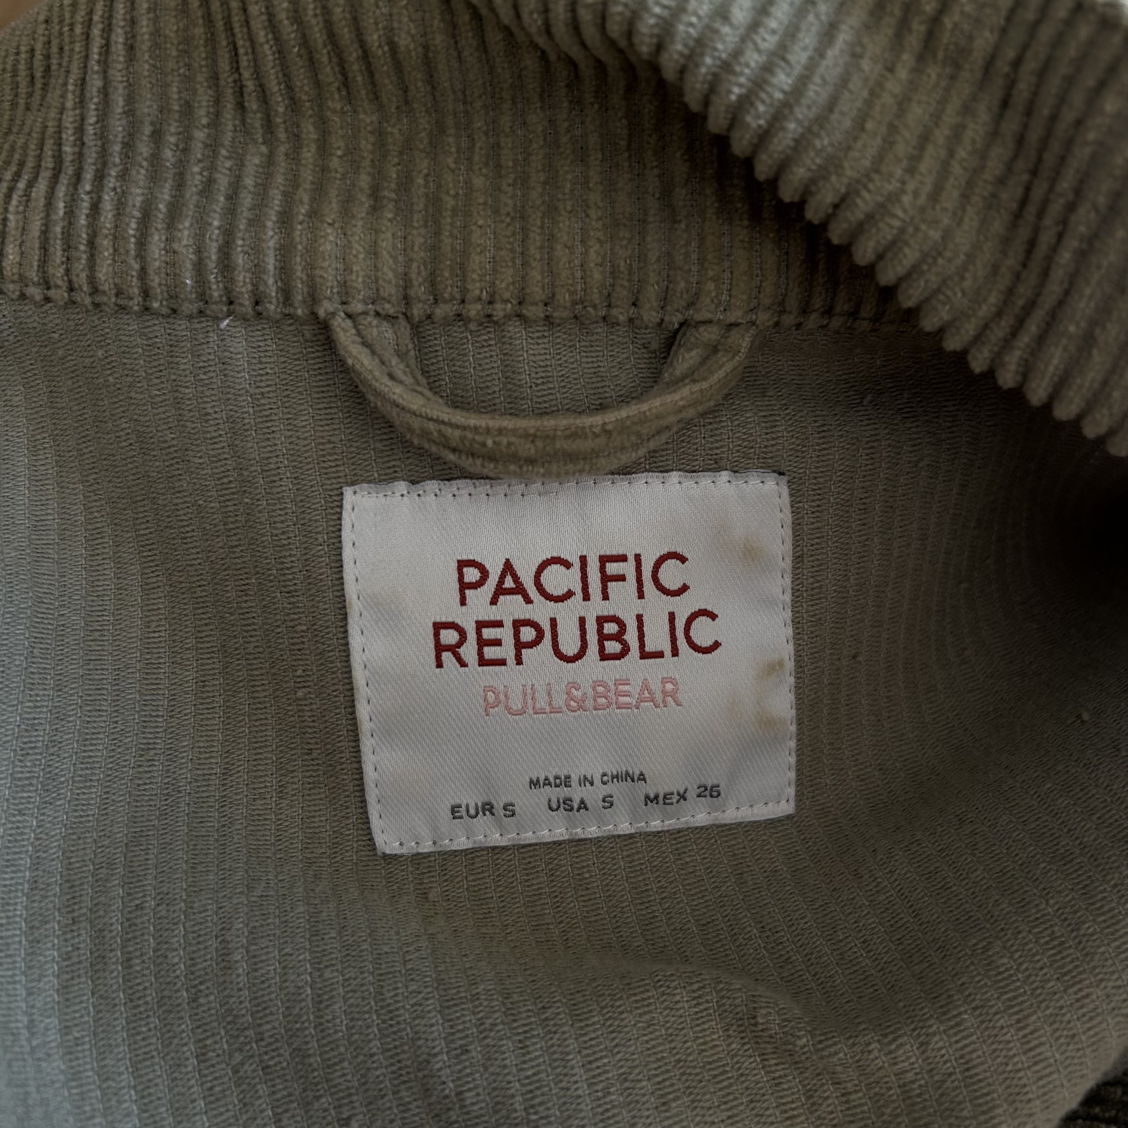 PACIFIC
REPUBLIC
PULL&BEAR
MADE IN CHINA
EUR S USA S MEX 26